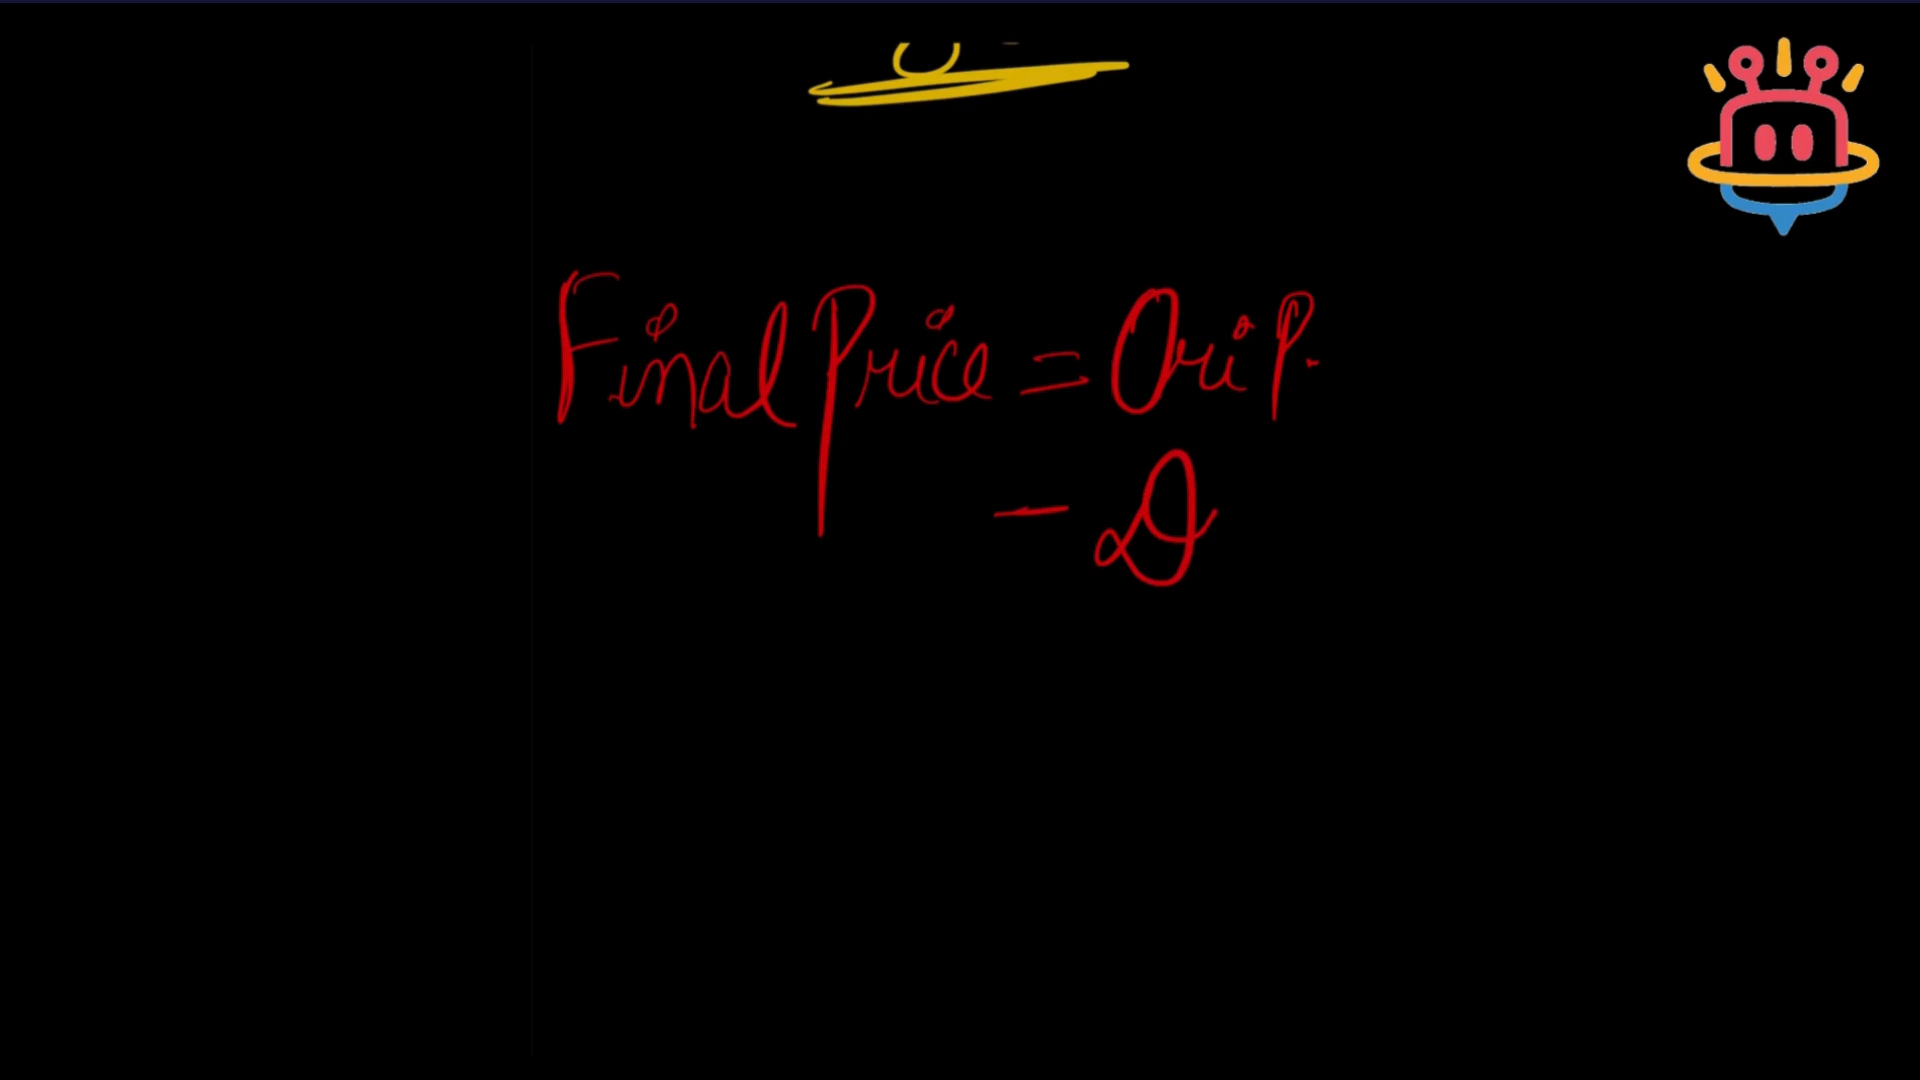 Final Price = Ori P.
- D